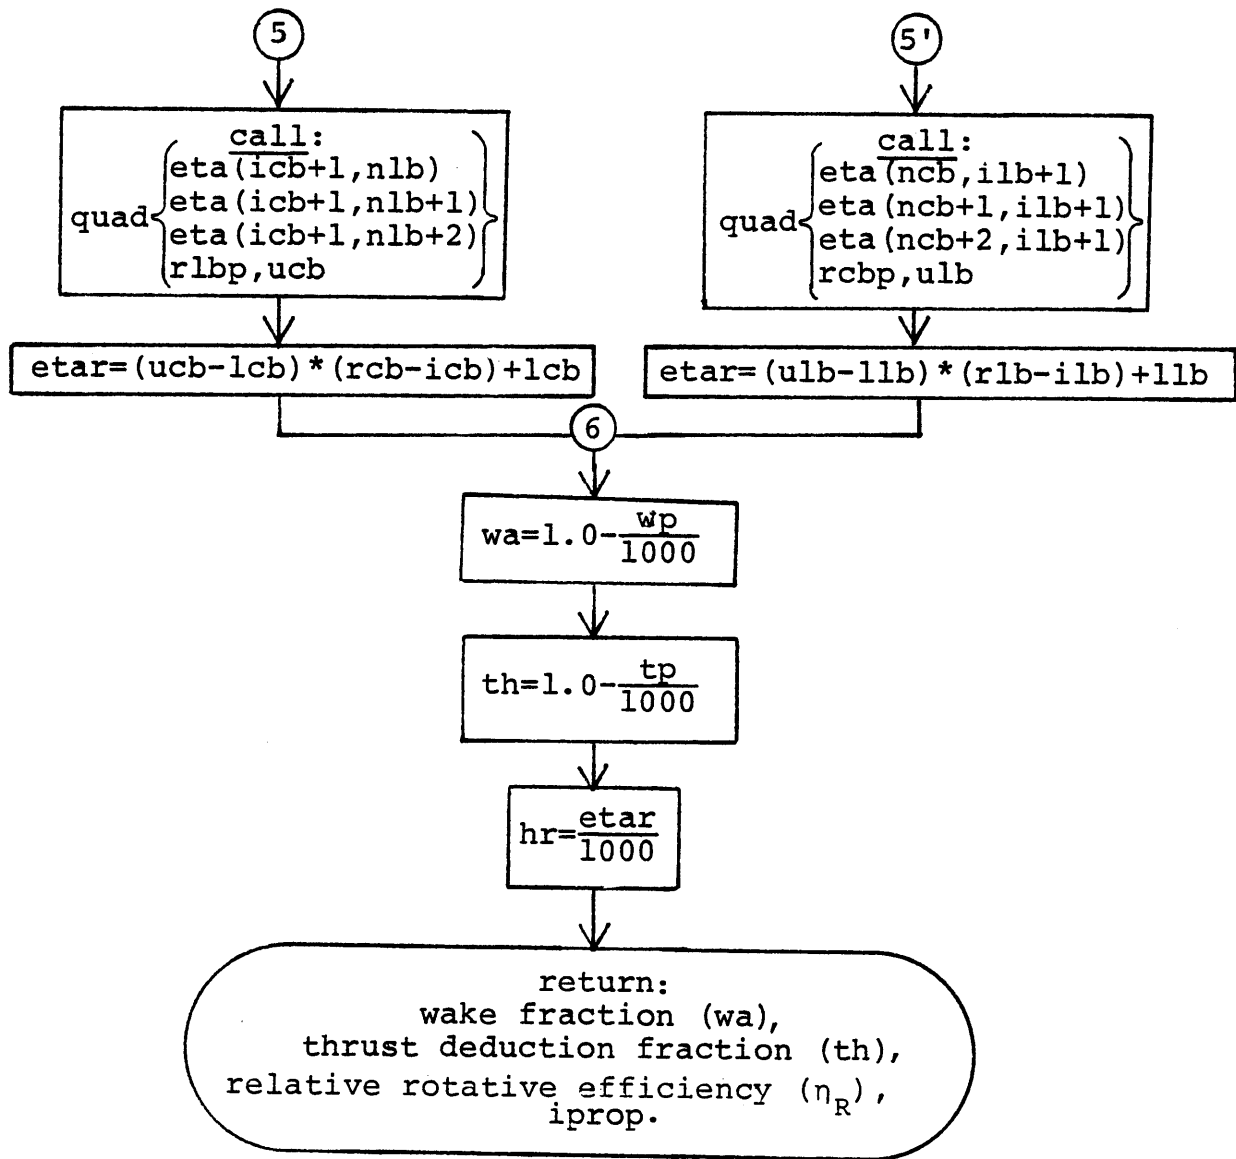 5
call:
quad
eta(icb+1,nlb)
eta(icb+1,nlb+1)
eta(icb+1,nlb+2)
rlbp,ucb
etar=(ucb-lcb)*(rcb-icb)+lcb
5'
call:
quad
eta(ncb,ilb+1)
eta(ncb+1,ilb+1)
eta(ncb+2,ilb+1)
rcbp,ulb
etar=(ulb-llb)*(rlb-ilb)+llb
6
wa=1.0-wp/1000
th=1.0-tp/1000
hr=etar/1000
return:
wake fraction (wa),
thrust deduction fraction (th),
relative rotative efficiency (η_R),
iprop.